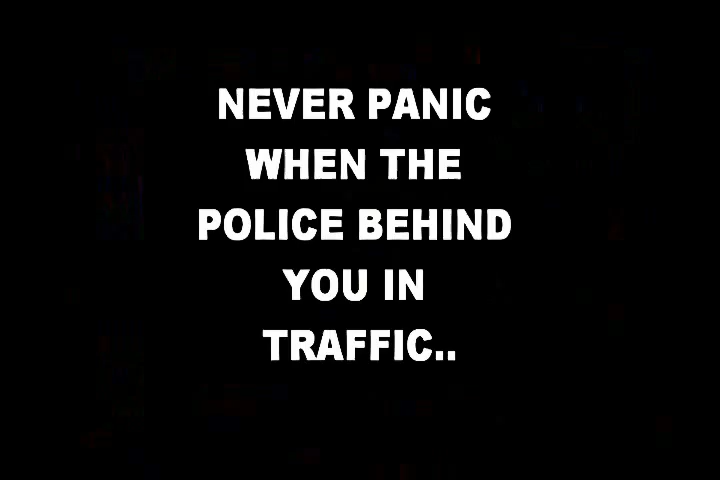 NEVER PANIC
WHEN THE
POLICE BEHIND
YOU IN
TRAFFIC..